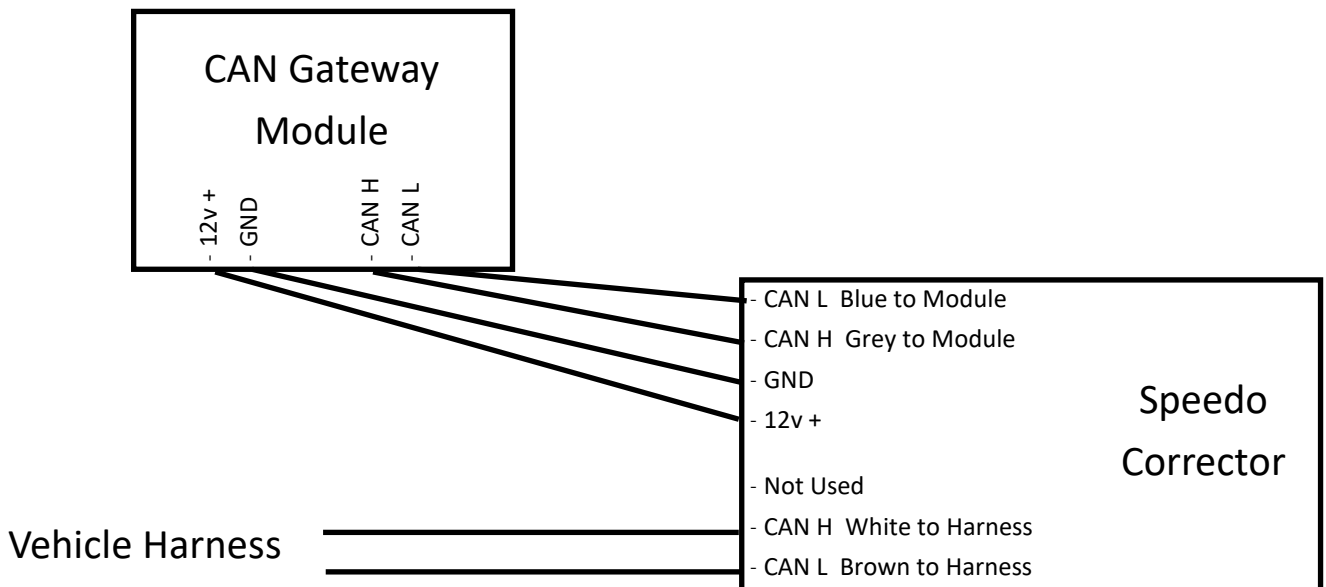 CAN Gateway
Module
- 12v +
- GND
- CAN H
- CAN L
- CAN L  Blue to Module
- CAN H  Grey to Module
- GND
- 12v +
- Not Used
- CAN H  White to Harness
- CAN L  Brown to Harness
Speedo
Corrector
Vehicle Harness